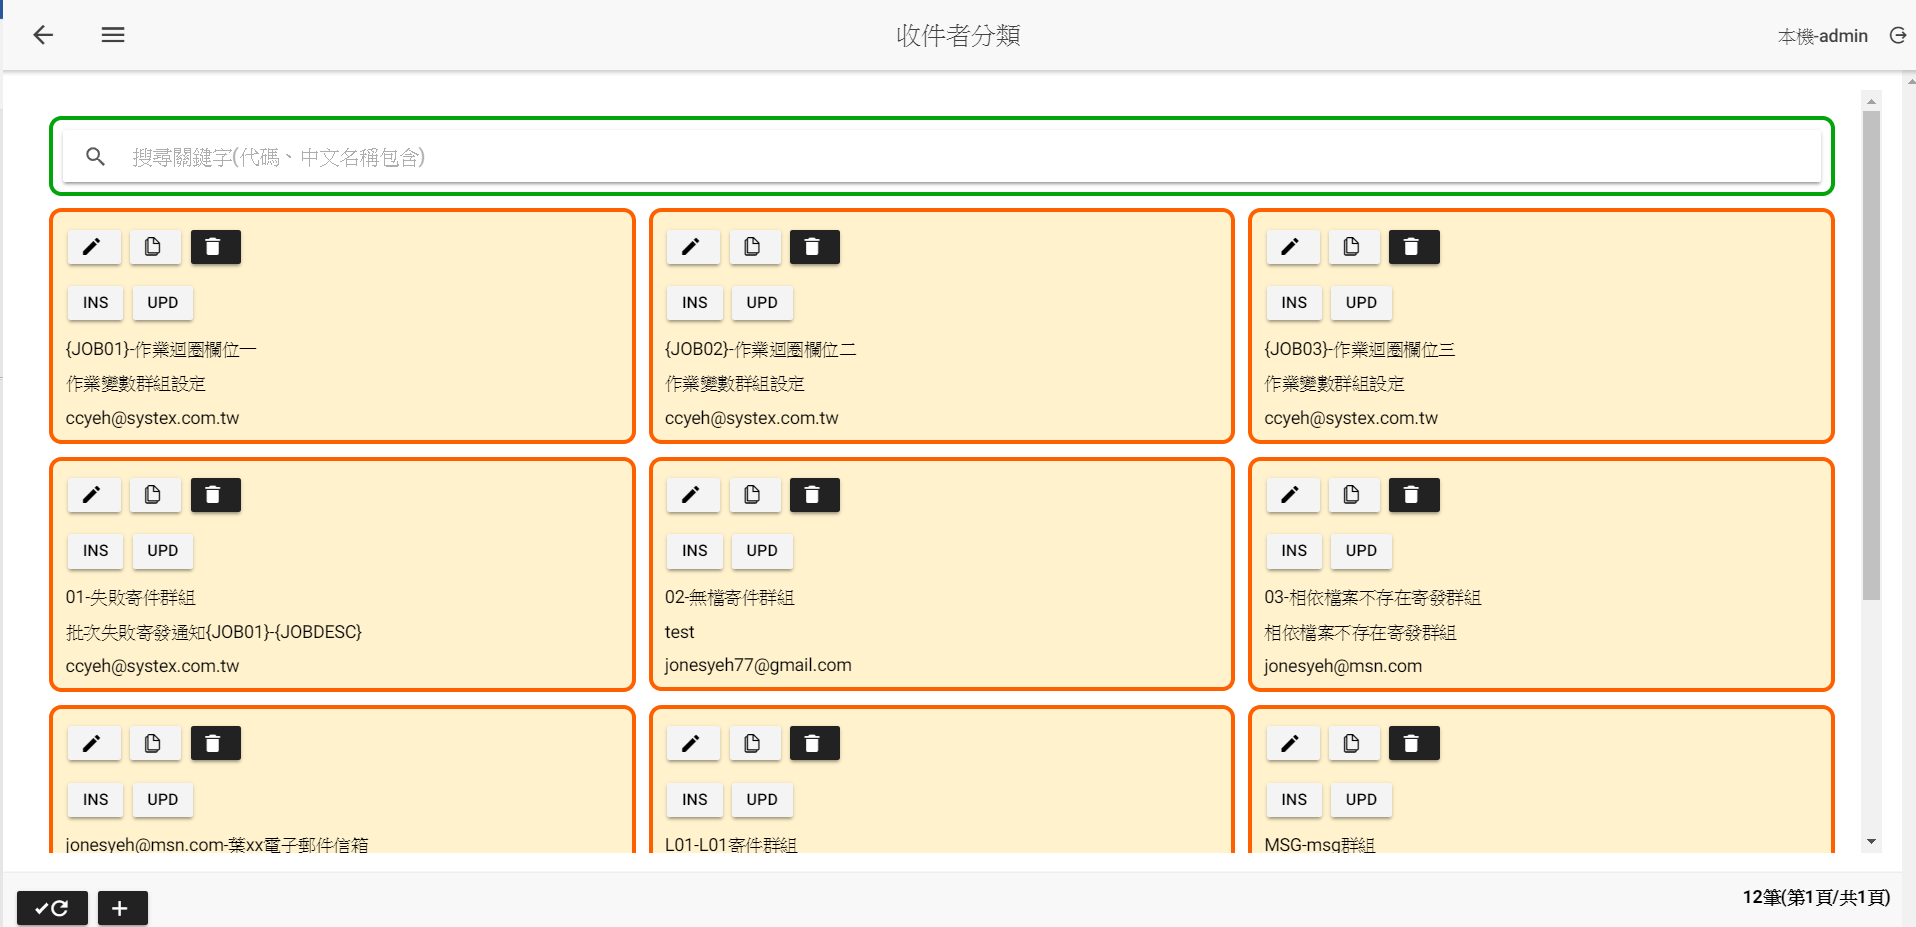 收件者分類
本機-admin
搜尋關鍵字(代碼、中文名稱包含)
INS UPD
{JOB01}-作業迴圈欄位一
作業變數群組設定
ccyeh@systex.com.tw
INS UPD
{JOB02}-作業迴圈欄位二
作業變數群組設定
ccyeh@systex.com.tw
INS UPD
{JOB03}-作業迴圈欄位三
作業變數群組設定
ccyeh@systex.com.tw
INS UPD
01-失敗寄件群組
批次失敗寄發通知{JOB01}-{JOBDESC}
ccyeh@systex.com.tw
INS UPD
02-無檔寄件群組
test
jonesyeh77@gmail.com
INS UPD
03-相依檔案不存在寄發群組
相依檔案不存在寄發群組
jonesyeh@msn.com
INS UPD
jonesyeh@msn.com-葉xx電子郵件信箱
INS UPD
L01-L01寄件群組
INS UPD
MSG-msg群組
12筆(第1頁/共1頁)